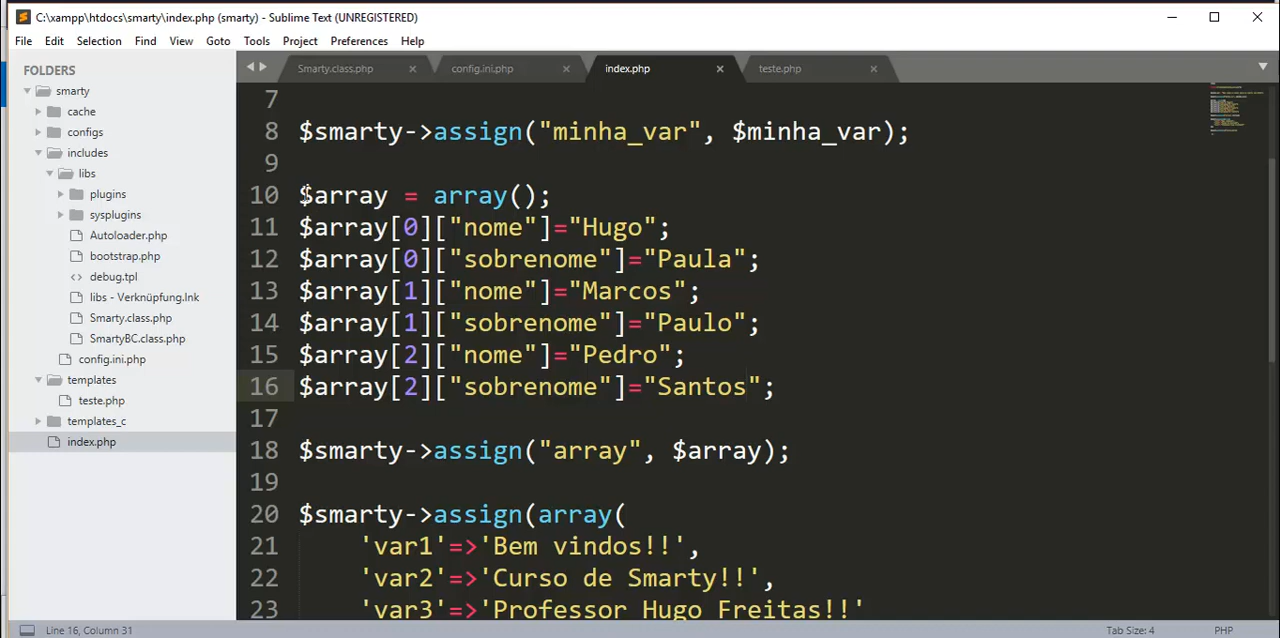 C:\xampp\htdocs\smarty\index.php (smarty) - Sublime Text (UNREGISTERED)
File Edit Selection Find View Goto Tools Project Preferences Help
FOLDERS
smarty
cache
configs
includes
libs
plugins
sysplugins
Autoloader.php
bootstrap.php
debug.tpl
libs - Verknüpfung.lnk
Smarty.class.php
SmartyBC.class.php
config.ini.php
templates
teste.php
templates_c
index.php
Smarty.class.php config.ini.php index.php teste.php
7
8 $smarty->assign("minha_var", $minha_var);
9
10 $array = array();
11 $array[0]["nome"]="Hugo";
12 $array[0]["sobrenome"]="Paula";
13 $array[1]["nome"]="Marcos";
14 $array[1]["sobrenome"]="Paulo";
15 $array[2]["nome"]="Pedro";
16 $array[2]["sobrenome"]="Santos";
17
18 $smarty->assign("array", $array);
19
20 $smarty->assign(array(
21 'var1'=>'Bem vindos!!',
22 'var2'=>'Curso de Smarty!!',
23 'var3'=>'Professor Hugo Freitas!!'
Line 16, Column 31 Tab Size: 4 PHP